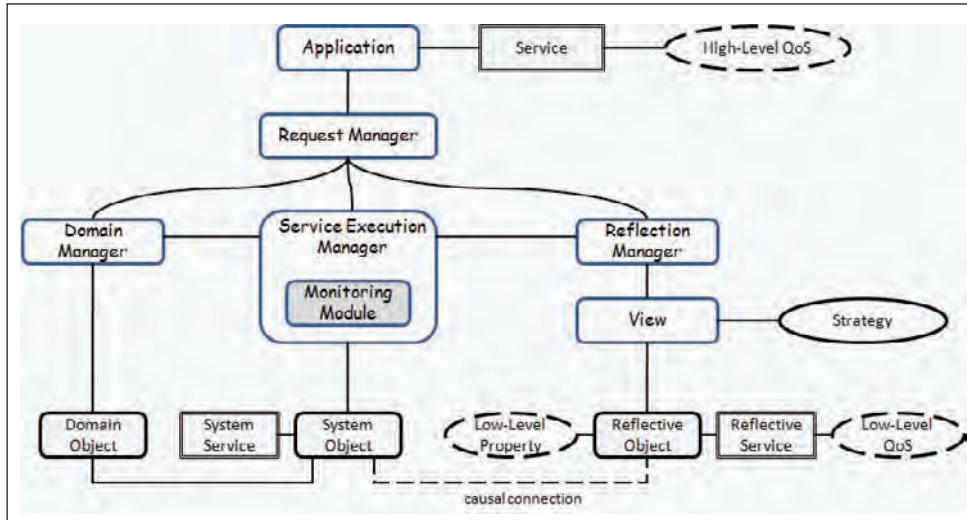 Application
Service
High-Level QoS
Request Manager
Domain
Manager
Service Execution
Manager
Reflection
Manager
Monitoring
Module
View
Strategy
Domain
Object
System
Service
System
Object
Low-Level
Property
Reflective
Object
Reflective
Service
Low-Level
QoS
causal connection